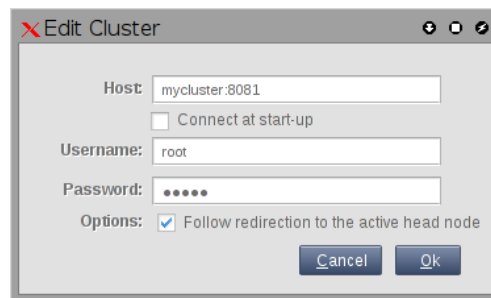 Edit Cluster
Host: mycluster:8081
Connect at start-up
Username: root
Password: •••••
Options: Follow redirection to the active head node
Cancel Ok